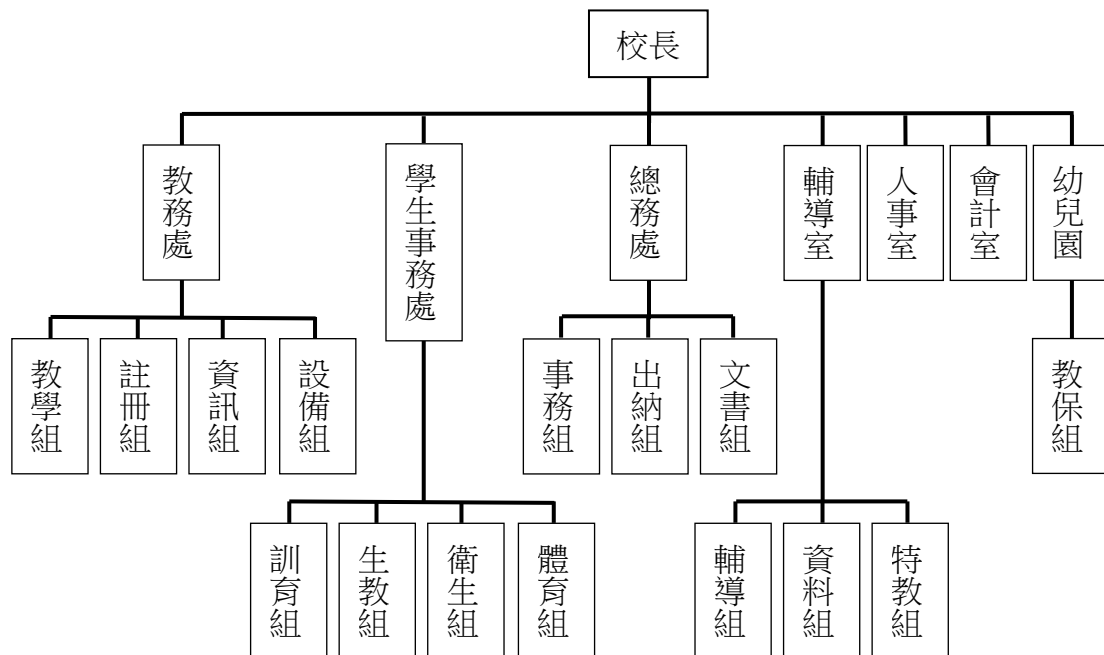 校長
教務處
學生事務處
總務處
輔導室
人事室
會計室
幼兒園
教學組
註冊組
資訊組
設備組
事務組
出納組
文書組
教保組
訓育組
生教組
衛生組
體育組
輔導組
資料組
特教組